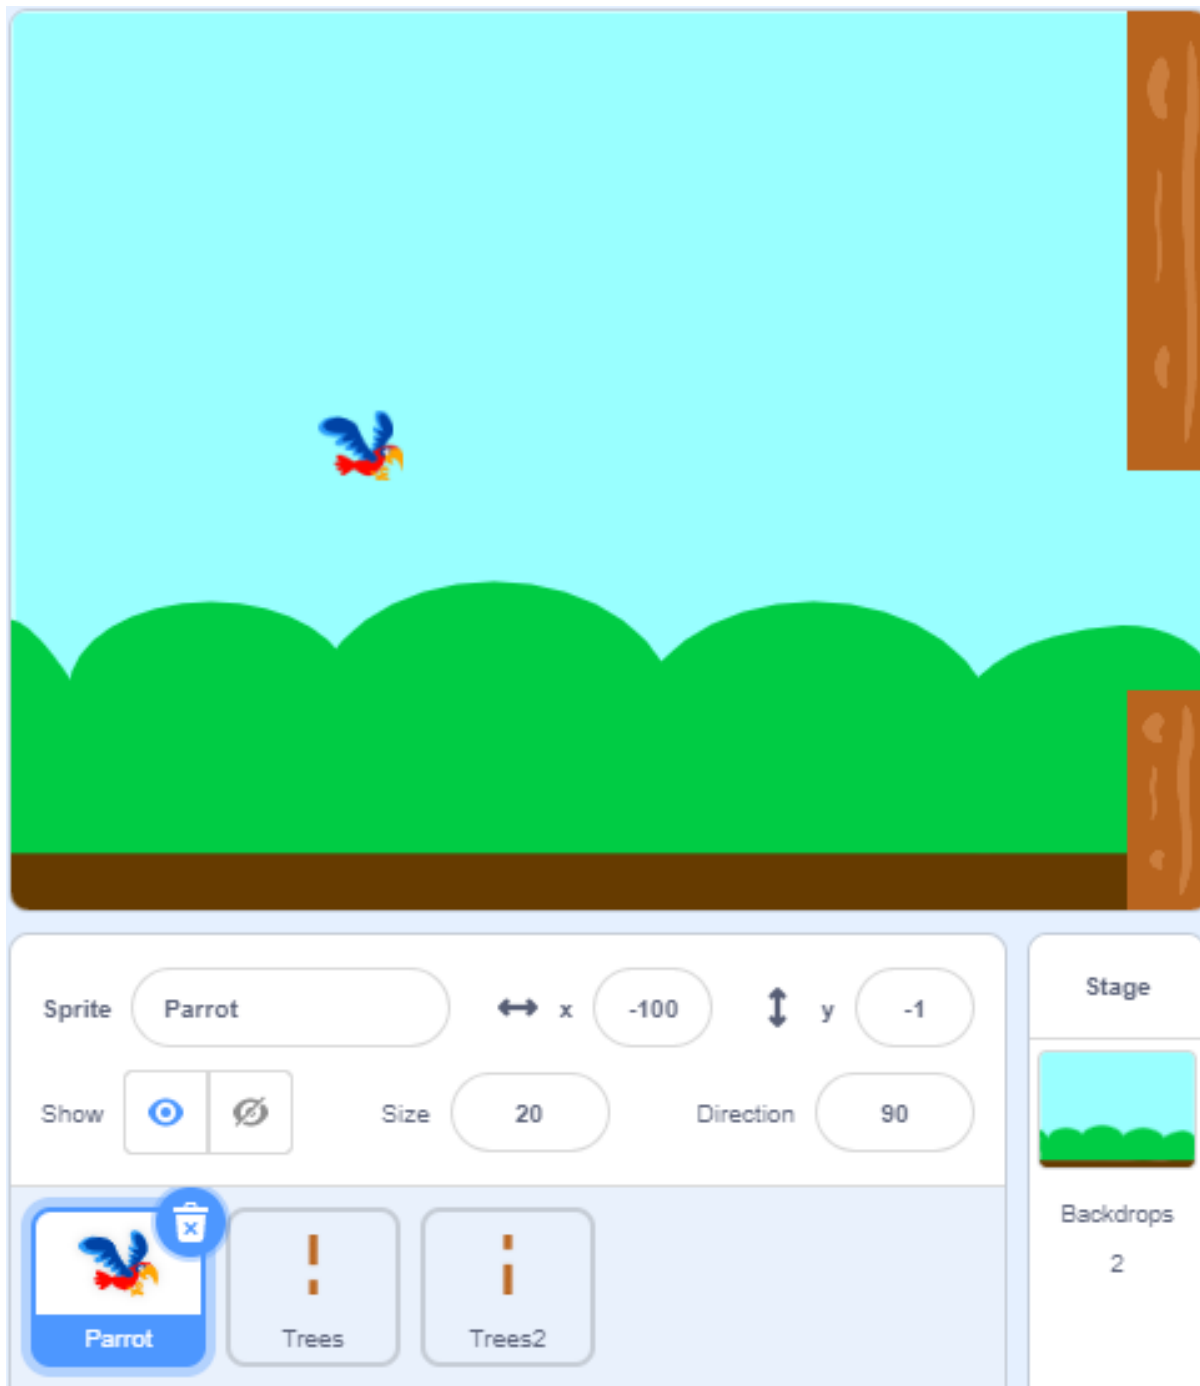 Sprite Parrot x -100 y -1
Stage
Show Size 20 Direction 90
Backdrops
2
Parrot Trees Trees2